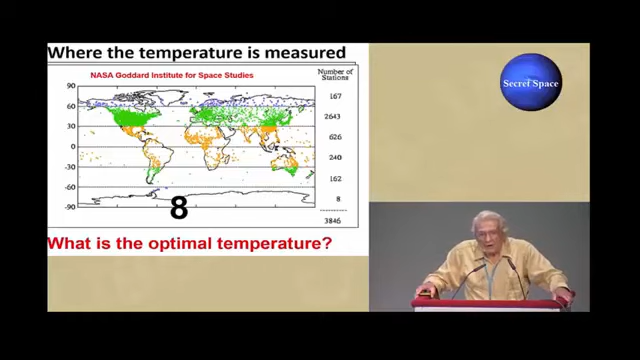 Where the temperature is measured
NASA Goddard Institute for Space Studies
Number of
Stations
90
60
30
0
-30
-60
-90
167
2643
626
240
162
8
3846
8
What is the optimal temperature?
Secret Space